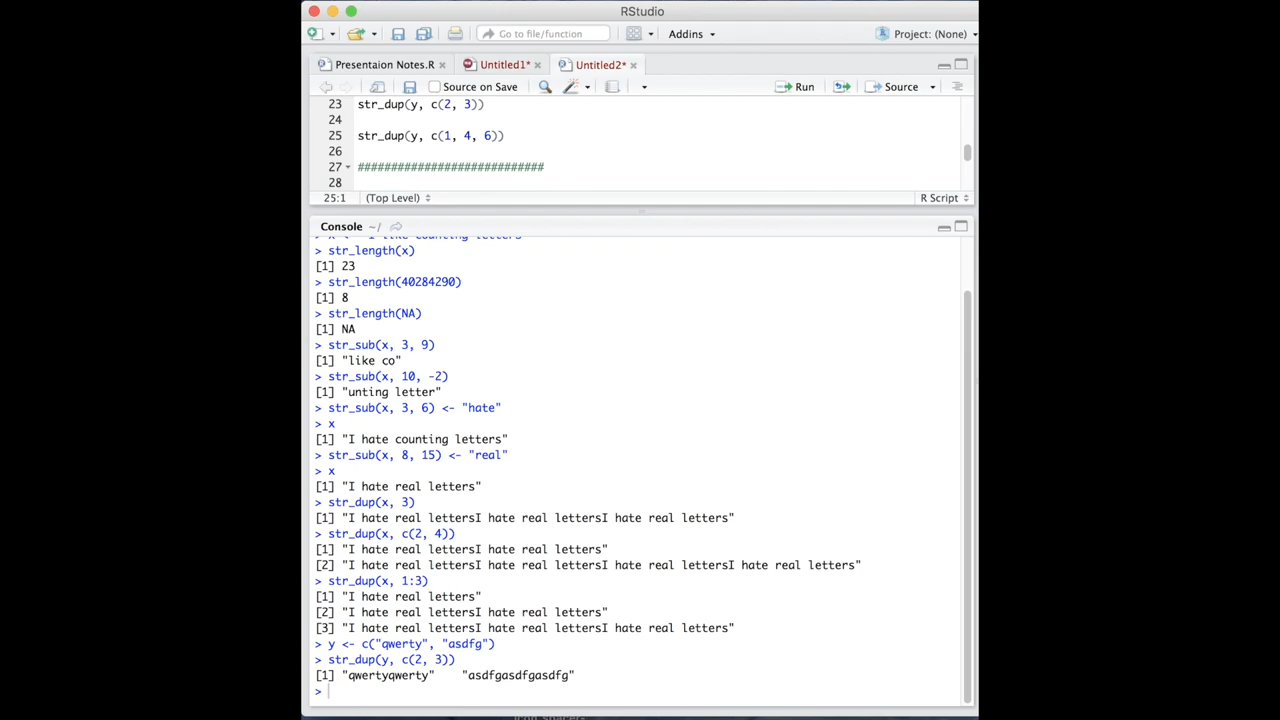 RStudio
Go to file/function
Addins
Project: (None)
Presentaion Notes.R
Untitled1*
Untitled2*
Source on Save
Run
Source
23 str_dup(y, c(2, 3))
24
25 str_dup(y, c(1, 4, 6))
26
27 ############################
28
25:1 (Top Level) R Script
Console ~/
> str_length(x)
[1] 23
> str_length(40284290)
[1] 8
> str_length(NA)
[1] NA
> str_sub(x, 3, 9)
[1] "like co"
> str_sub(x, 10, -2)
[1] "unting letter"
> str_sub(x, 3, 6) <- "hate"
> x
[1] "I hate counting letters"
> str_sub(x, 8, 15) <- "real"
> x
[1] "I hate real letters"
> str_dup(x, 3)
[1] "I hate real lettersI hate real lettersI hate real letters"
> str_dup(x, c(2, 4))
[1] "I hate real lettersI hate real letters"
[2] "I hate real lettersI hate real lettersI hate real lettersI hate real letters"
> str_dup(x, 1:3)
[1] "I hate real letters"
[2] "I hate real lettersI hate real letters"
[3] "I hate real lettersI hate real lettersI hate real letters"
> y <- c("qwerty", "asdfg")
> str_dup(y, c(2, 3))
[1] "qwertyqwerty" "asdfgasdfgasdfg"
>